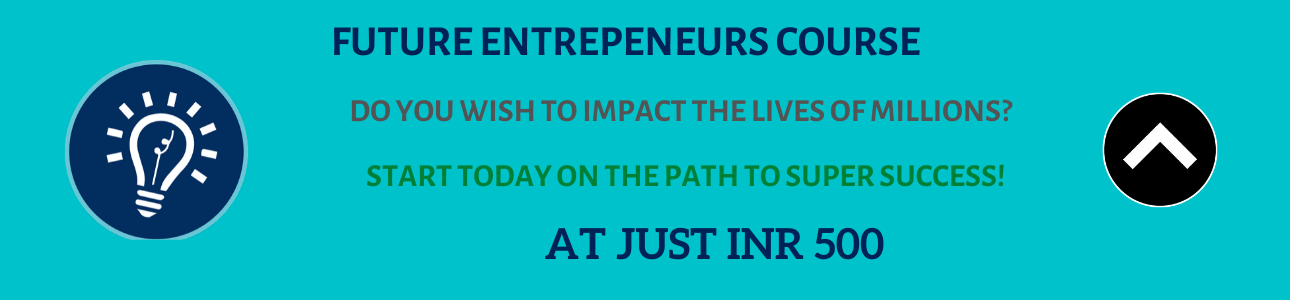 FUTURE ENTREPENEURS COURSE
DO YOU WISH TO IMPACT THE LIVES OF MILLIONS?
START TODAY ON THE PATH TO SUPER SUCCESS!
AT JUST INR 500